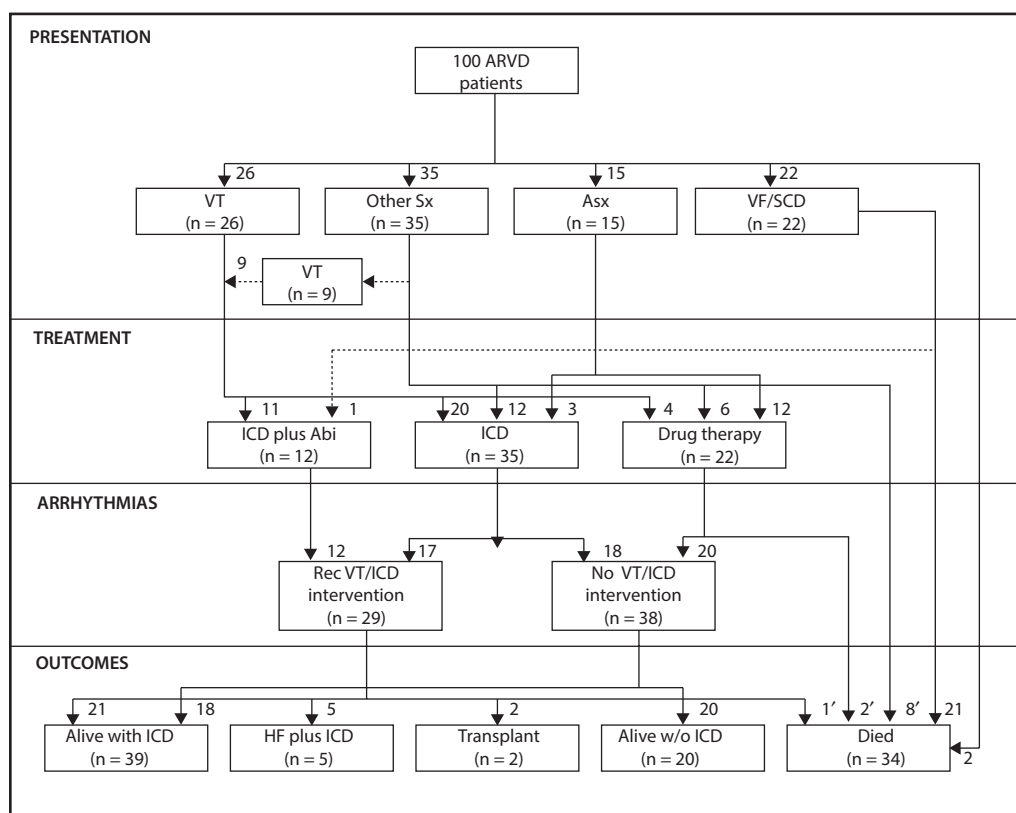 PRESENTATION
100 ARVD
patients
26
35
15
22
VT
(n = 26)
Other Sx
(n = 35)
Asx
(n = 15)
VF/SCD
(n = 22)
9
VT
(n = 9)
TREATMENT
11
1
20
12
3
4
6
12
ICD plus Abi
(n = 12)
ICD
(n = 35)
Drug therapy
(n = 22)
ARRHYTHMIAS
12
17
18
20
Rec VT/ICD
intervention
(n = 29)
No VT/ICD
intervention
(n = 38)
OUTCOMES
21
18
5
2
20
1′
2′
8′
21
Alive with ICD
(n = 39)
HF plus ICD
(n = 5)
Transplant
(n = 2)
Alive w/o ICD
(n = 20)
Died
(n = 34)
2